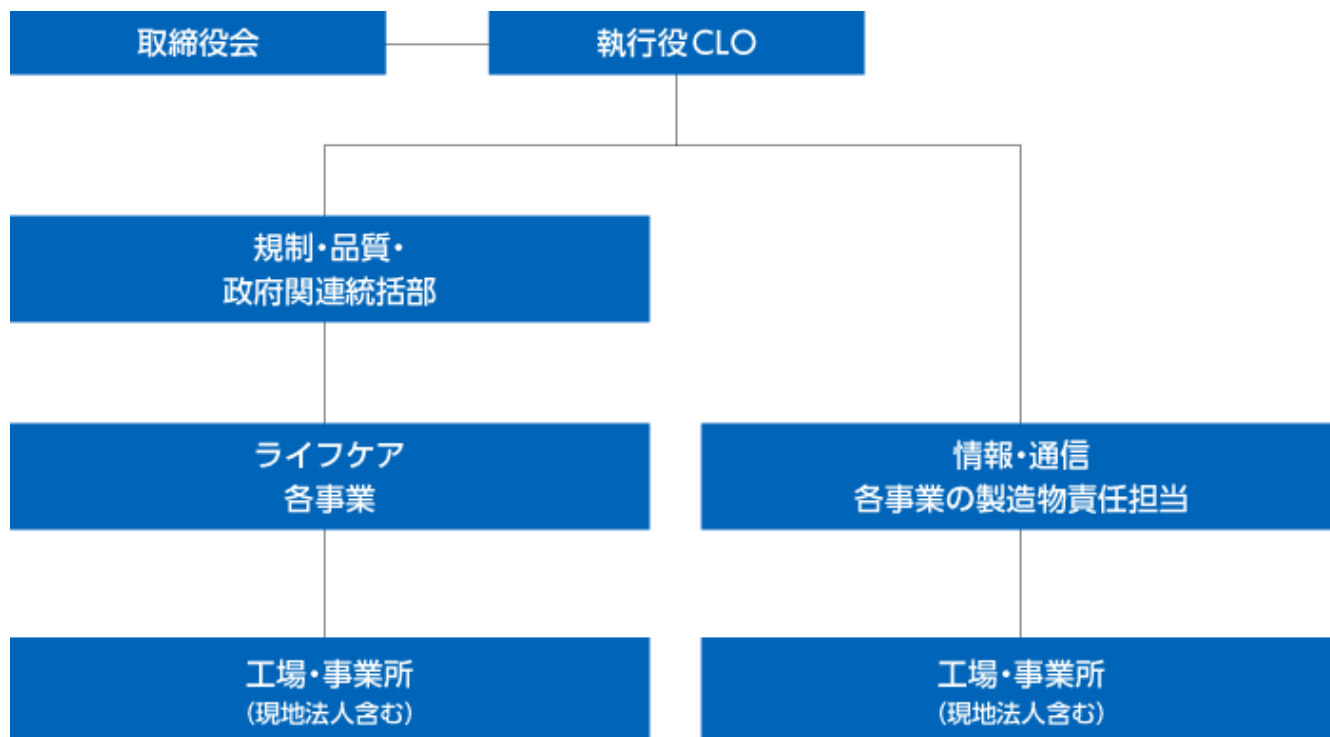 取締役会
執行役CLO
規制・品質・
政府関連統括部
ライフケア
各事業
情報・通信
各事業の製造物責任担当
工場・事業所
（現地法人含む）
工場・事業所
（現地法人含む）